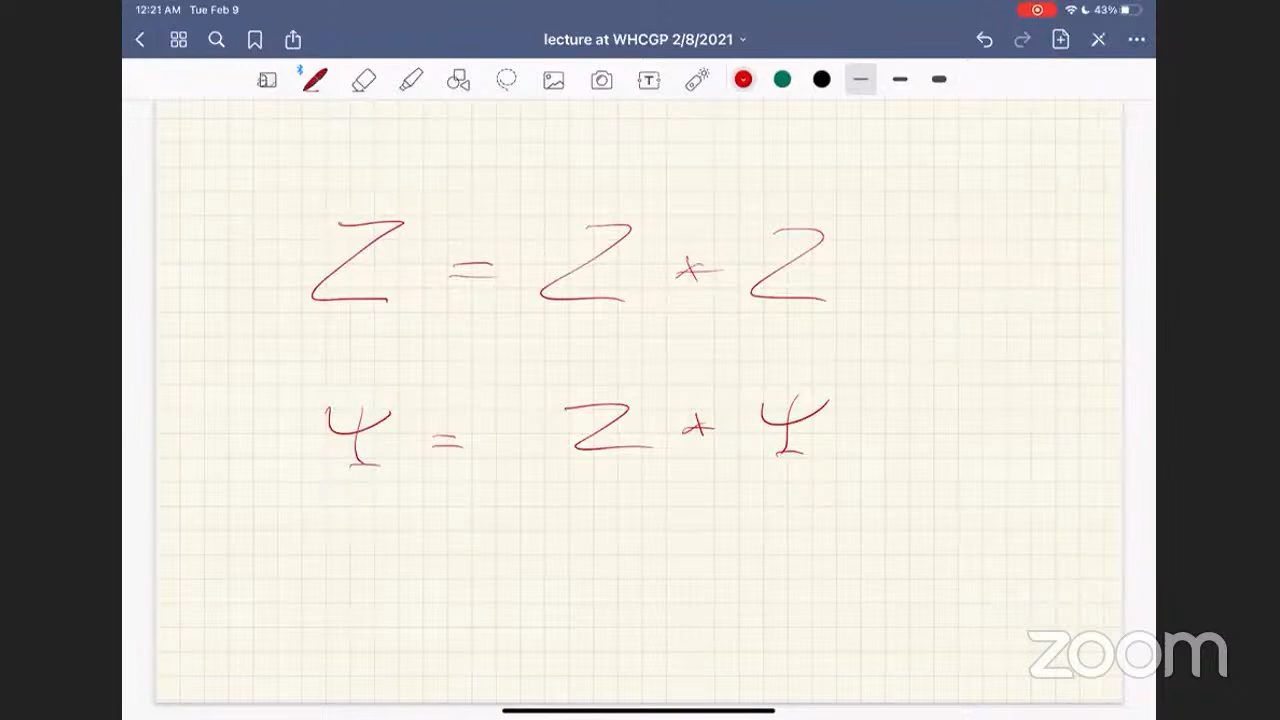 12:21 AM Tue Feb 9 43%
lecture at WHCGP 2/8/2021
T
Z = Z * Z
Ψ = Z * Ψ
zoom